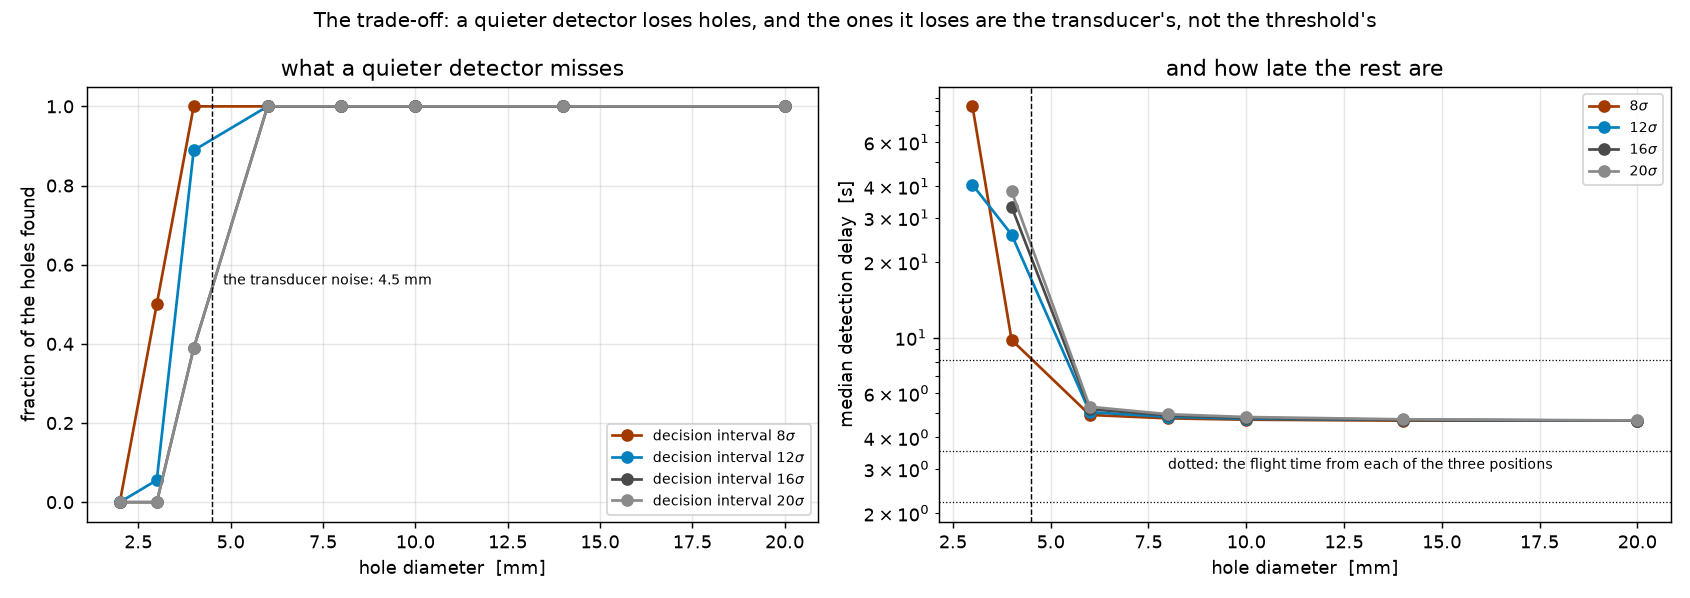 The trade-off: a quieter detector loses holes, and the ones it loses are the transducer's, not the threshold's
what a quieter detector misses
1.0
0.8
0.6
0.4
0.2
0.0
fraction of the holes found
the transducer noise: 4.5 mm
decision interval 8σ
decision interval 12σ
decision interval 16σ
decision interval 20σ
2.5 5.0 7.5 10.0 12.5 15.0 17.5 20.0
hole diameter [mm]
and how late the rest are
8σ
12σ
16σ
20σ
6 × 10¹
4 × 10¹
3 × 10¹
2 × 10¹
10¹
6 × 10⁰
4 × 10⁰
3 × 10⁰
2 × 10⁰
median detection delay [s]
dotted: the flight time from each of the three positions
2.5 5.0 7.5 10.0 12.5 15.0 17.5 20.0
hole diameter [mm]